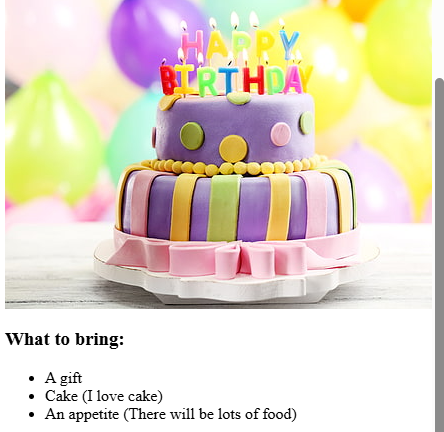 HAPPY
BIRTHDAY
What to bring:
A gift
Cake (I love cake)
An appetite (There will be lots of food)